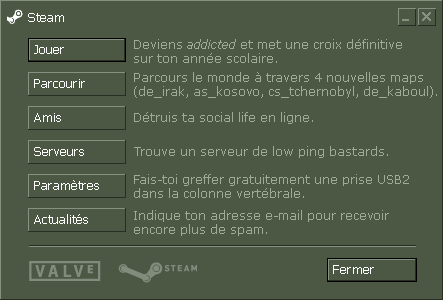 Steam
Jouer
Deviens addicted et met une croix définitive
sur ton année scolaire.
Parcourir
Parcours le monde à travers 4 nouvelles maps
(de_irak, as_kosovo, cs_tchernobyl, de_kaboul).
Amis
Détruis ta social life en ligne.
Serveurs
Trouve un serveur de low ping bastards.
Paramètres
Fais-toi greffer gratuitement une prise USB2
dans la colonne vertébrale.
Actualités
Indique ton adresse e-mail pour recevoir
encore plus de spam.
VALVE
STEAM
Fermer